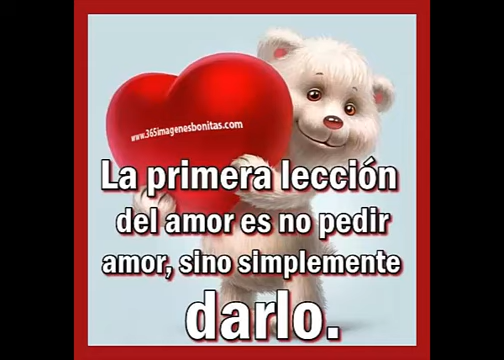 www.365imagenesbonitas.com
La primera lección
del amor es no pedir
amor, sino simplemente
darlo.